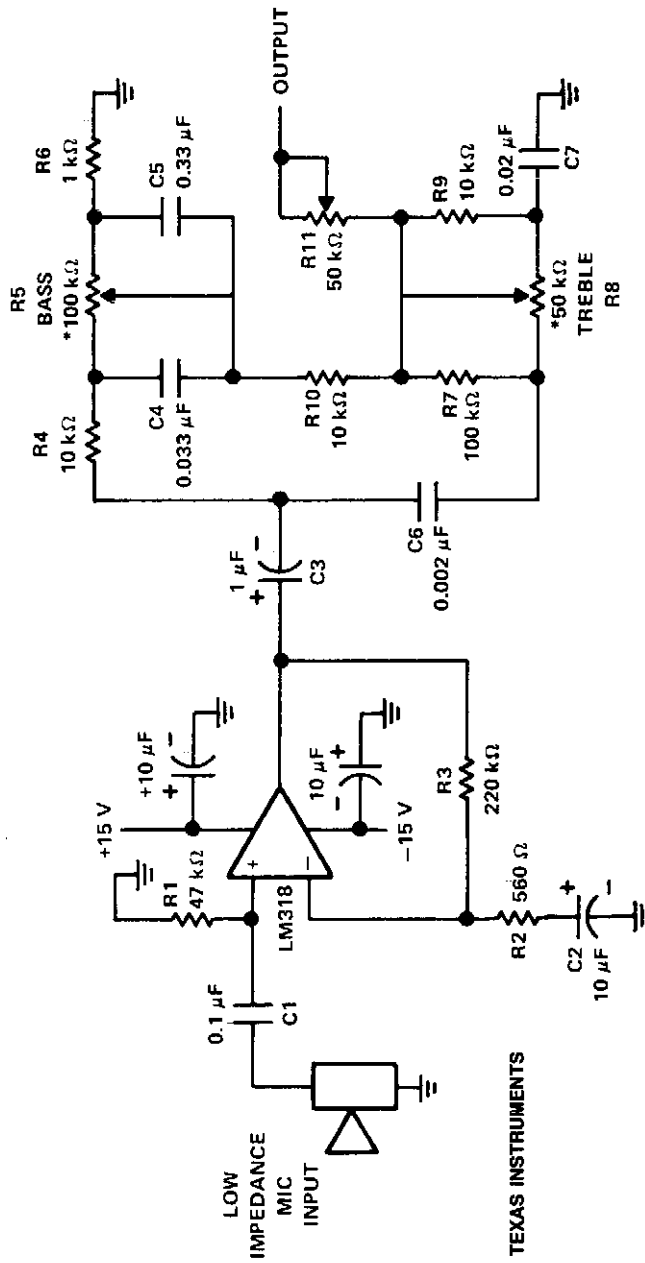 LOW
IMPEDANCE
MIC
INPUT
0.1 µF
C1
R1
47 kΩ
+15 V
+10 µF
+
−
LM318
+
−
10 µF
−
+
−15 V
R3
220 kΩ
R2
560 Ω
C2
10 µF
+
−
1 µF
+
−
C3
R4
10 kΩ
R5
BASS
*100 kΩ
R6
1 kΩ
C4
0.033 µF
C5
0.33 µF
R10
10 kΩ
R11
50 kΩ
OUTPUT
C6
0.002 µF
R7
100 kΩ
R9
10 kΩ
*50 kΩ
TREBLE
R8
0.02 µF
C7
TEXAS INSTRUMENTS